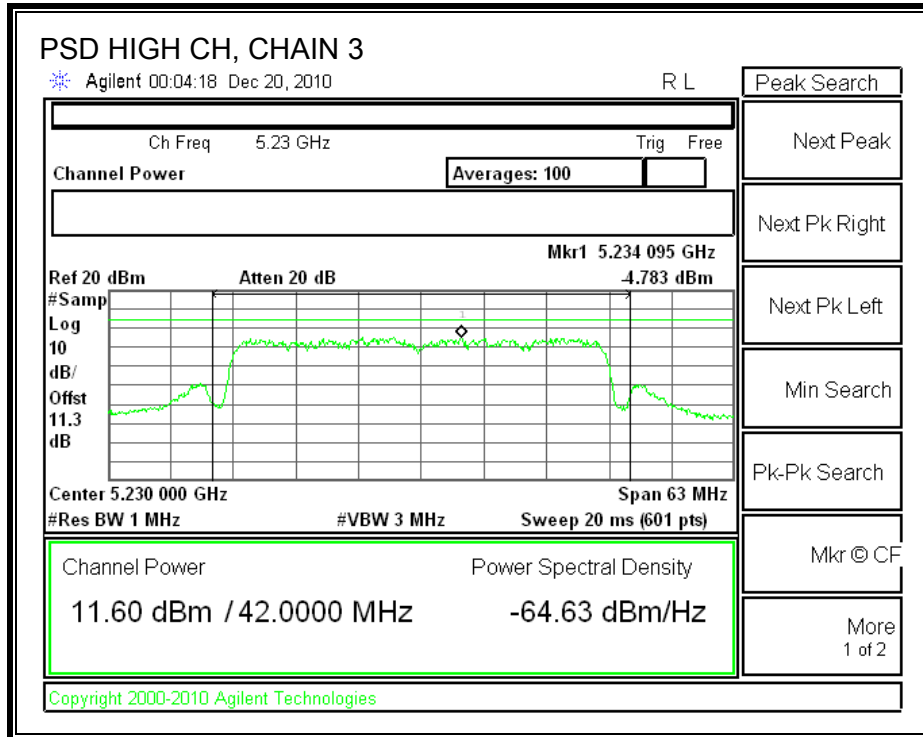 PSD HIGH CH, CHAIN 3
Agilent 00:04:18 Dec 20, 2010 R L
Peak Search
Ch Freq 5.23 GHz Trig Free
Next Peak
Channel Power Averages: 100
Next Pk Right
Mkr1 5.234 095 GHz
Ref 20 dBm Atten 20 dB -4.783 dBm
#Samp
Log
10
dB/
Offst
11.3
dB
1
Next Pk Left
Min Search
Pk-Pk Search
Center 5.230 000 GHz Span 63 MHz
#Res BW 1 MHz #VBW 3 MHz Sweep 20 ms (601 pts)
Mkr © CF
Channel Power Power Spectral Density
11.60 dBm / 42.0000 MHz -64.63 dBm/Hz
More
1 of 2
Copyright 2000-2010 Agilent Technologies